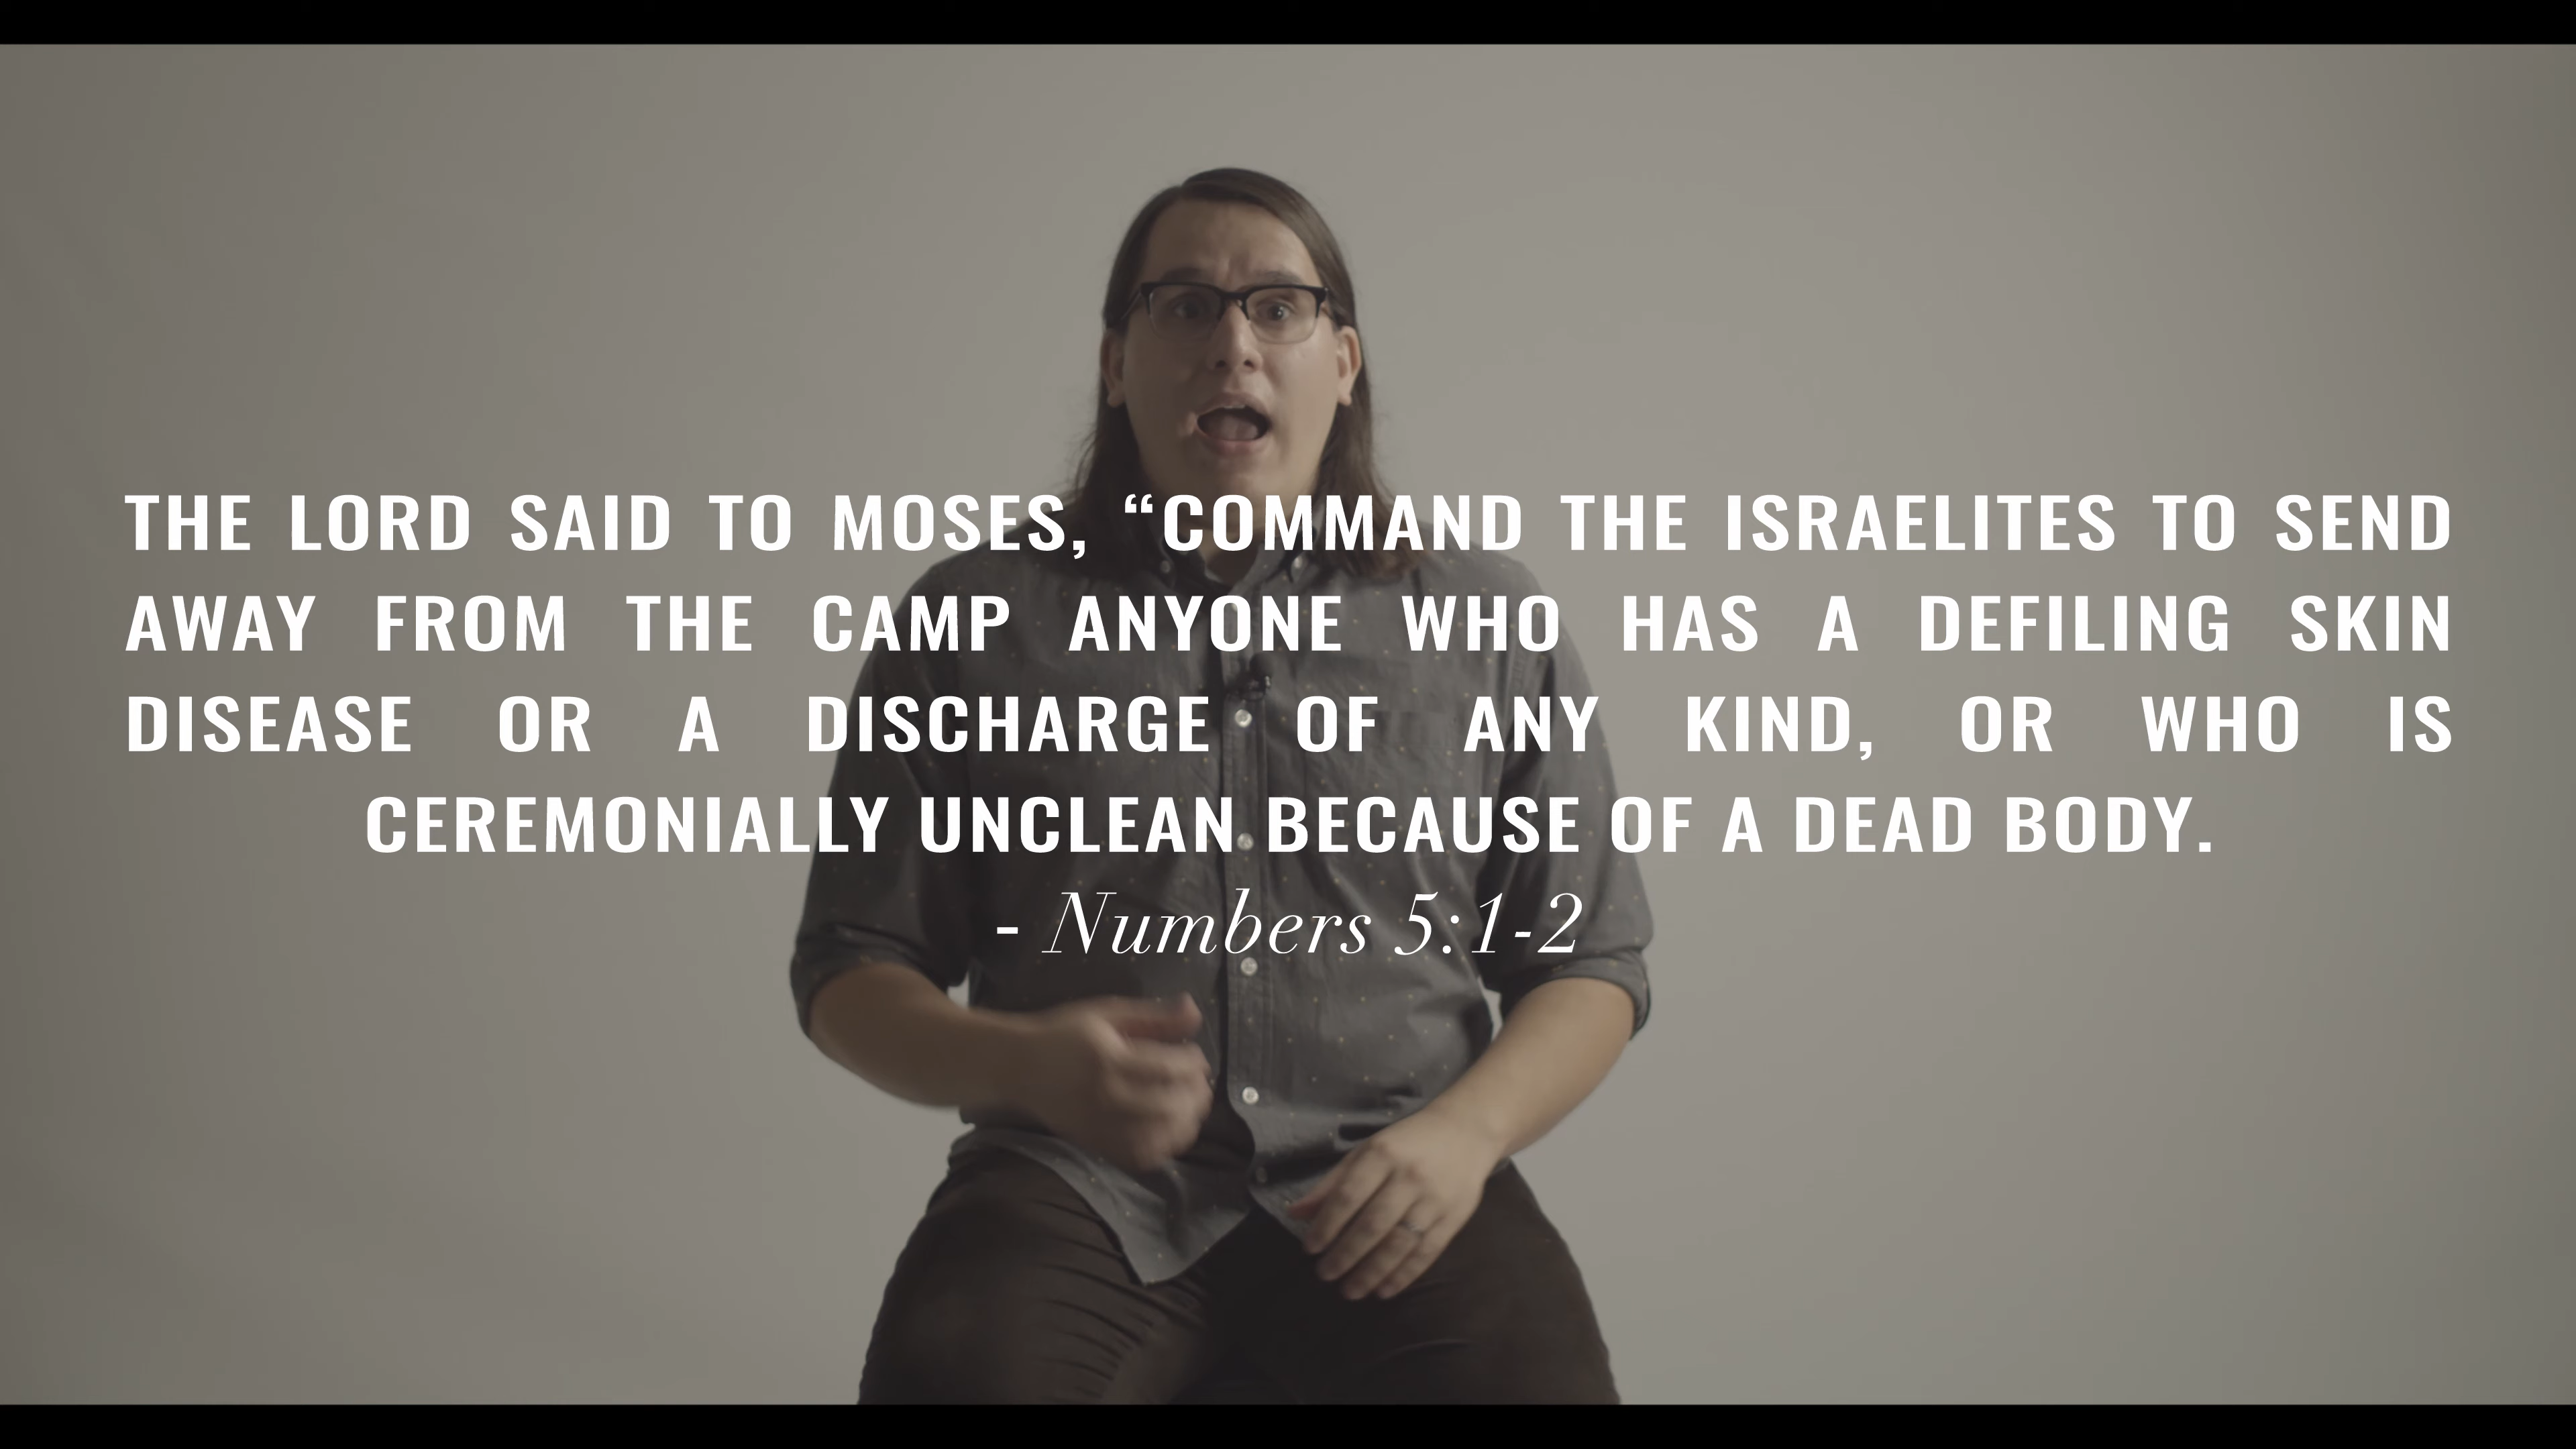 THE LORD SAID TO MOSES, “COMMAND THE ISRAELITES TO SEND
AWAY FROM THE CAMP ANYONE WHO HAS A DEFILING SKIN
DISEASE OR A DISCHARGE OF ANY KIND, OR WHO IS
CEREMONIALLY UNCLEAN BECAUSE OF A DEAD BODY.
- Numbers 5:1-2